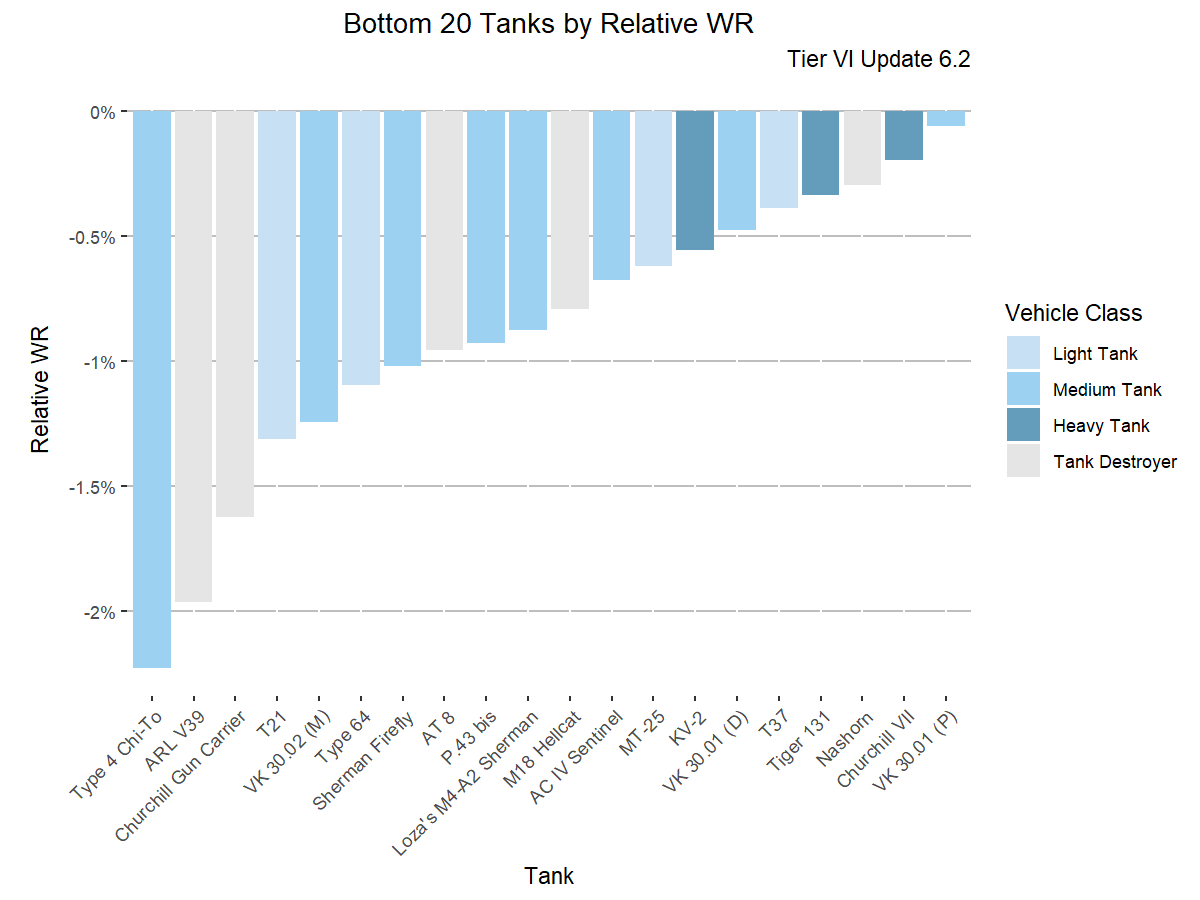 Bottom 20 Tanks by Relative WR
Tier VI Update 6.2
0%
-0.5%
-1%
-1.5%
-2%
Relative WR
Type 4 Chi-To
ARL V39
Churchill Gun Carrier
T21
VK 30.02 (M)
Type 64
Sherman Firefly
AT 8
P.43 bis
Loza's M4-A2 Sherman
M18 Hellcat
AC IV Sentinel
MT-25
KV-2
VK 30.01 (D)
T37
Tiger 131
Nashorn
Churchill VII
VK 30.01 (P)
Tank
Vehicle Class
Light Tank
Medium Tank
Heavy Tank
Tank Destroyer